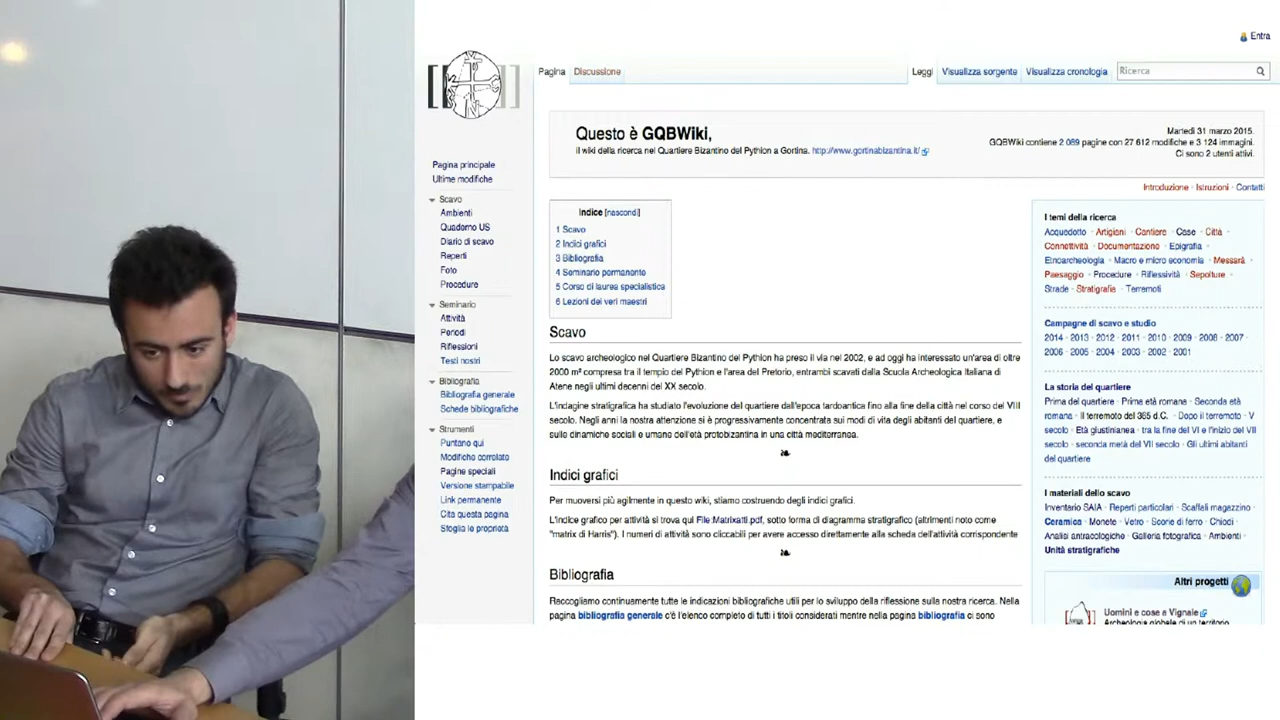 Entra
Pagina Discussione
Leggi Visualizza sorgente Visualizza cronologia Ricerca
Questo è GQBWiki,
il wiki della ricerca nel Quartiere Bizantino del Pythion a Gortina. http://www.gortinabizantina.it/
Martedì 31 marzo 2015.
GQBWiki contiene 2 089 pagine con 27 612 modifiche e 3 124 immagini.
Ci sono 2 utenti attivi.
Introduzione · Istruzioni · Contatti
Pagina principale
Ultime modifiche
Scavo
Ambienti
Quaderno US
Diario di scavo
Reperti
Foto
Procedure
Seminario
Attività
Periodi
Riflessioni
Testi nostri
Bibliografia
Bibliografia generale
Schede bibliografiche
Strumenti
Puntano qui
Modifiche correlate
Pagine speciali
Versione stampabile
Link permanente
Cita questa pagina
Sfoglia le proprietà
Indice [nascondi]
1 Scavo
2 Indici grafici
3 Bibliografia
4 Seminario permanente
5 Corso di laurea specialistica
6 Lezioni dei veri maestri
Scavo
Lo scavo archeologico nel Quartiere Bizantino del Pythion ha preso il via nel 2002, e ad oggi ha interessato un'area di oltre
2000 m² compresa tra il tempio del Pythion e l'area del Pretorio, entrambi scavati dalla Scuola Archeologica Italiana di
Atene negli ultimi decenni del XX secolo.
L'indagine stratigrafica ha studiato l'evoluzione del quartiere dall'epoca tardoantica fino alla fine della città nel corso del VIII
secolo. Negli anni la nostra attenzione si è progressivamente concentrata sui modi di vita degli abitanti del quartiere, e
sulle dinamiche sociali e umane dell'età protobizantina in una città mediterranea.
Indici grafici
Per muoversi più agilmente in questo wiki, stiamo costruendo degli indici grafici.
L'indice grafico per attività si trova qui File:Matrixatti.pdf, sotto forma di diagramma stratigrafico (altrimenti noto come
"matrix di Harris"). I numeri di attività sono cliccabili per avere accesso direttamente alla scheda dell'attività corrispondente
Bibliografia
Raccogliamo continuamente tutte le indicazioni bibliografiche utili per lo sviluppo della riflessione sulla nostra ricerca. Nella
pagina bibliografia generale c'è l'elenco completo di tutti i titoli considerati mentre nella pagina bibliografia ci sono
I temi della ricerca
Acquedotto · Artigiani · Cantiere · Case · Città ·
Connettività · Documentazione · Epigrafia ·
Etnoarcheologia · Macro e micro economia · Messarà ·
Paesaggio · Procedure · Riflessività · Sepolture ·
Strade · Stratigrafia · Terremoti
Campagne di scavo e studio
2014 · 2013 · 2012 · 2011 · 2010 · 2009 · 2008 · 2007 ·
2006 · 2005 · 2004 · 2003 · 2002 · 2001
La storia del quartiere
Prima del quartiere · Prima età romana · Seconda età
romana · Il terremoto del 365 d.C. · Dopo il terremoto · V
secolo · Età giustinianea · tra la fine del VI e l'inizio del VII
secolo · seconda metà del VII secolo · Gli ultimi abitanti
del quartiere
I materiali dello scavo
Inventario SAIA · Reperti particolari · Scaffali magazzino ·
Ceramica · Monete · Vetro · Scorie di ferro · Chiodi ·
Analisi antracologiche · Galleria fotografica · Ambienti ·
Unità stratigrafiche
Altri progetti
Uomini e cose a Vignale
Archeologia globale di un territorio